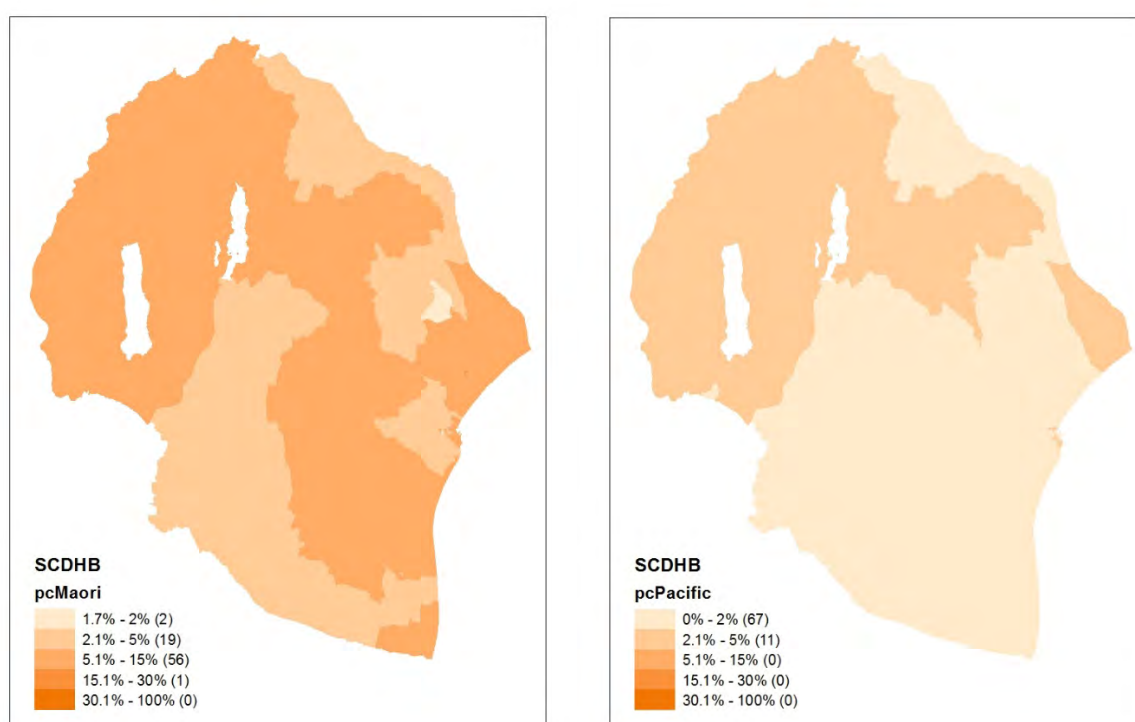 SCDHB
pcMaori
1.7% - 2% (2)
2.1% - 5% (19)
5.1% - 15% (56)
15.1% - 30% (1)
30.1% - 100% (0)
SCDHB
pcPacific
0% - 2% (67)
2.1% - 5% (11)
5.1% - 15% (0)
15.1% - 30% (0)
30.1% - 100% (0)